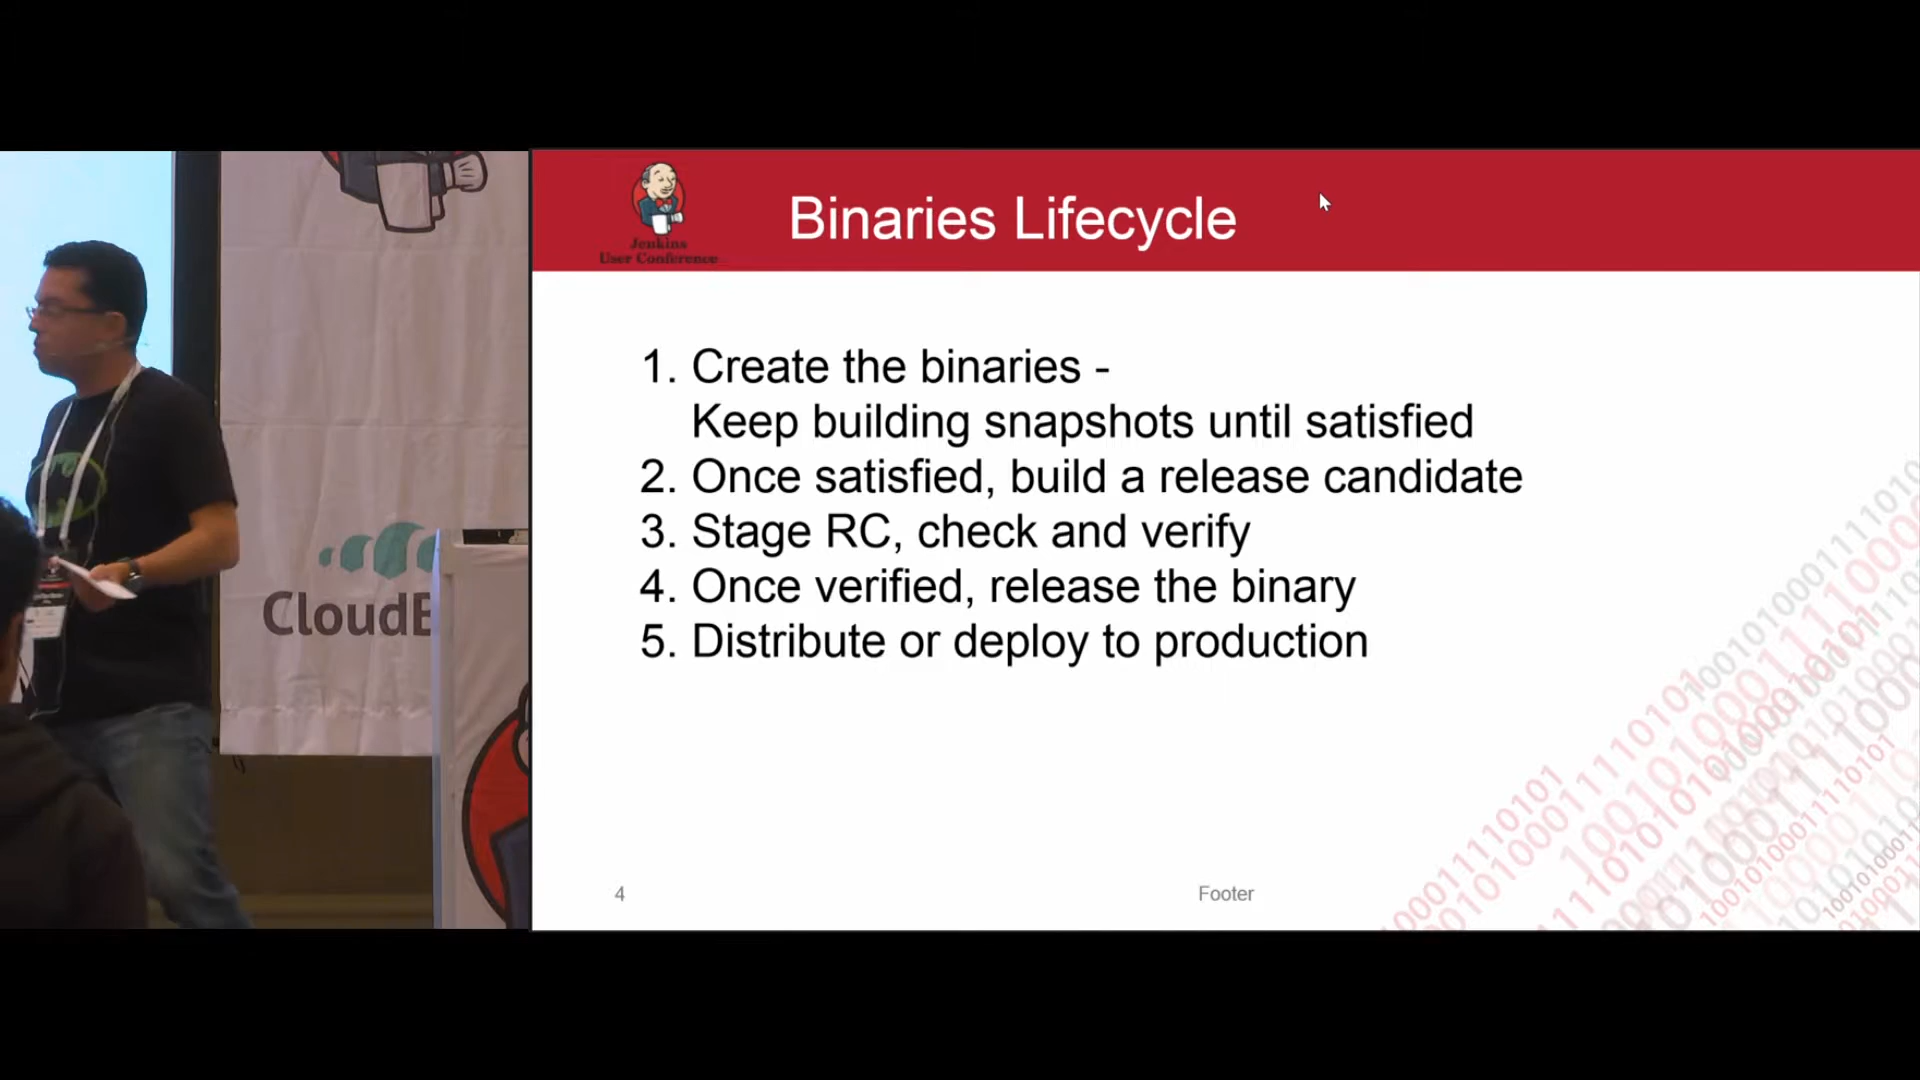 Binaries Lifecycle
Jenkins
User Conference
1. Create the binaries -
Keep building snapshots until satisfied
2. Once satisfied, build a release candidate
3. Stage RC, check and verify
4. Once verified, release the binary
5. Distribute or deploy to production
4
Footer
CloudB